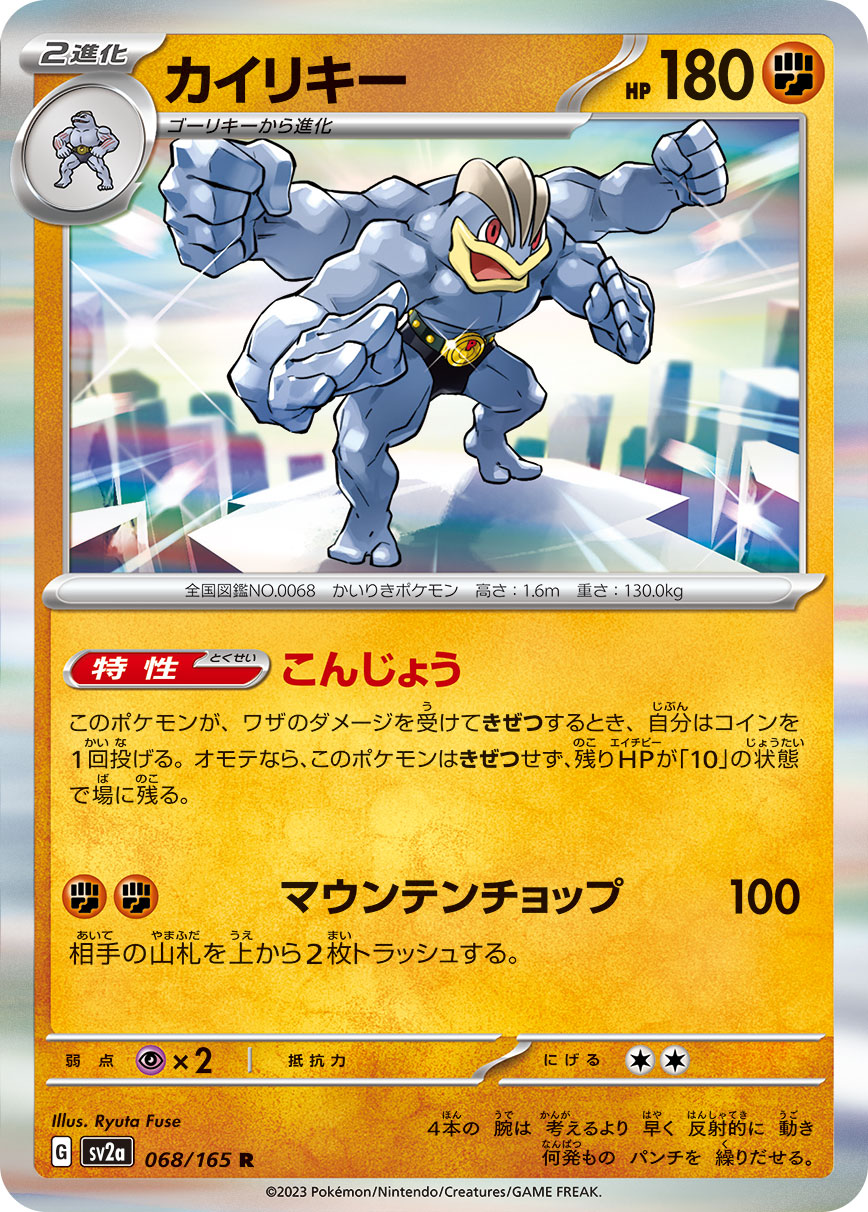 2進化
カイリキー
HP 180
ゴーリキーから進化
全国図鑑NO.0068 かいりきポケモン 高さ：1.6m 重さ：130.0kg
特性 とくせい こんじょう
このポケモンが、ワザのダメージを受けてきぜつするとき、自分はコインを
1回投げる。オモテなら、このポケモンはきぜつせず、残りHPが「10」の状態
で場に残る。
マウンテンチョップ 100
相手の山札を上から2枚トラッシュする。
弱点 ×2 抵抗力 にげる
Illus. Ryuta Fuse
4本の 腕は 考えるより 早く 反射的に 動き
何発もの パンチを 繰りだせる。
G sv2a 068/165 R
©2023 Pokémon/Nintendo/Creatures/GAME FREAK.